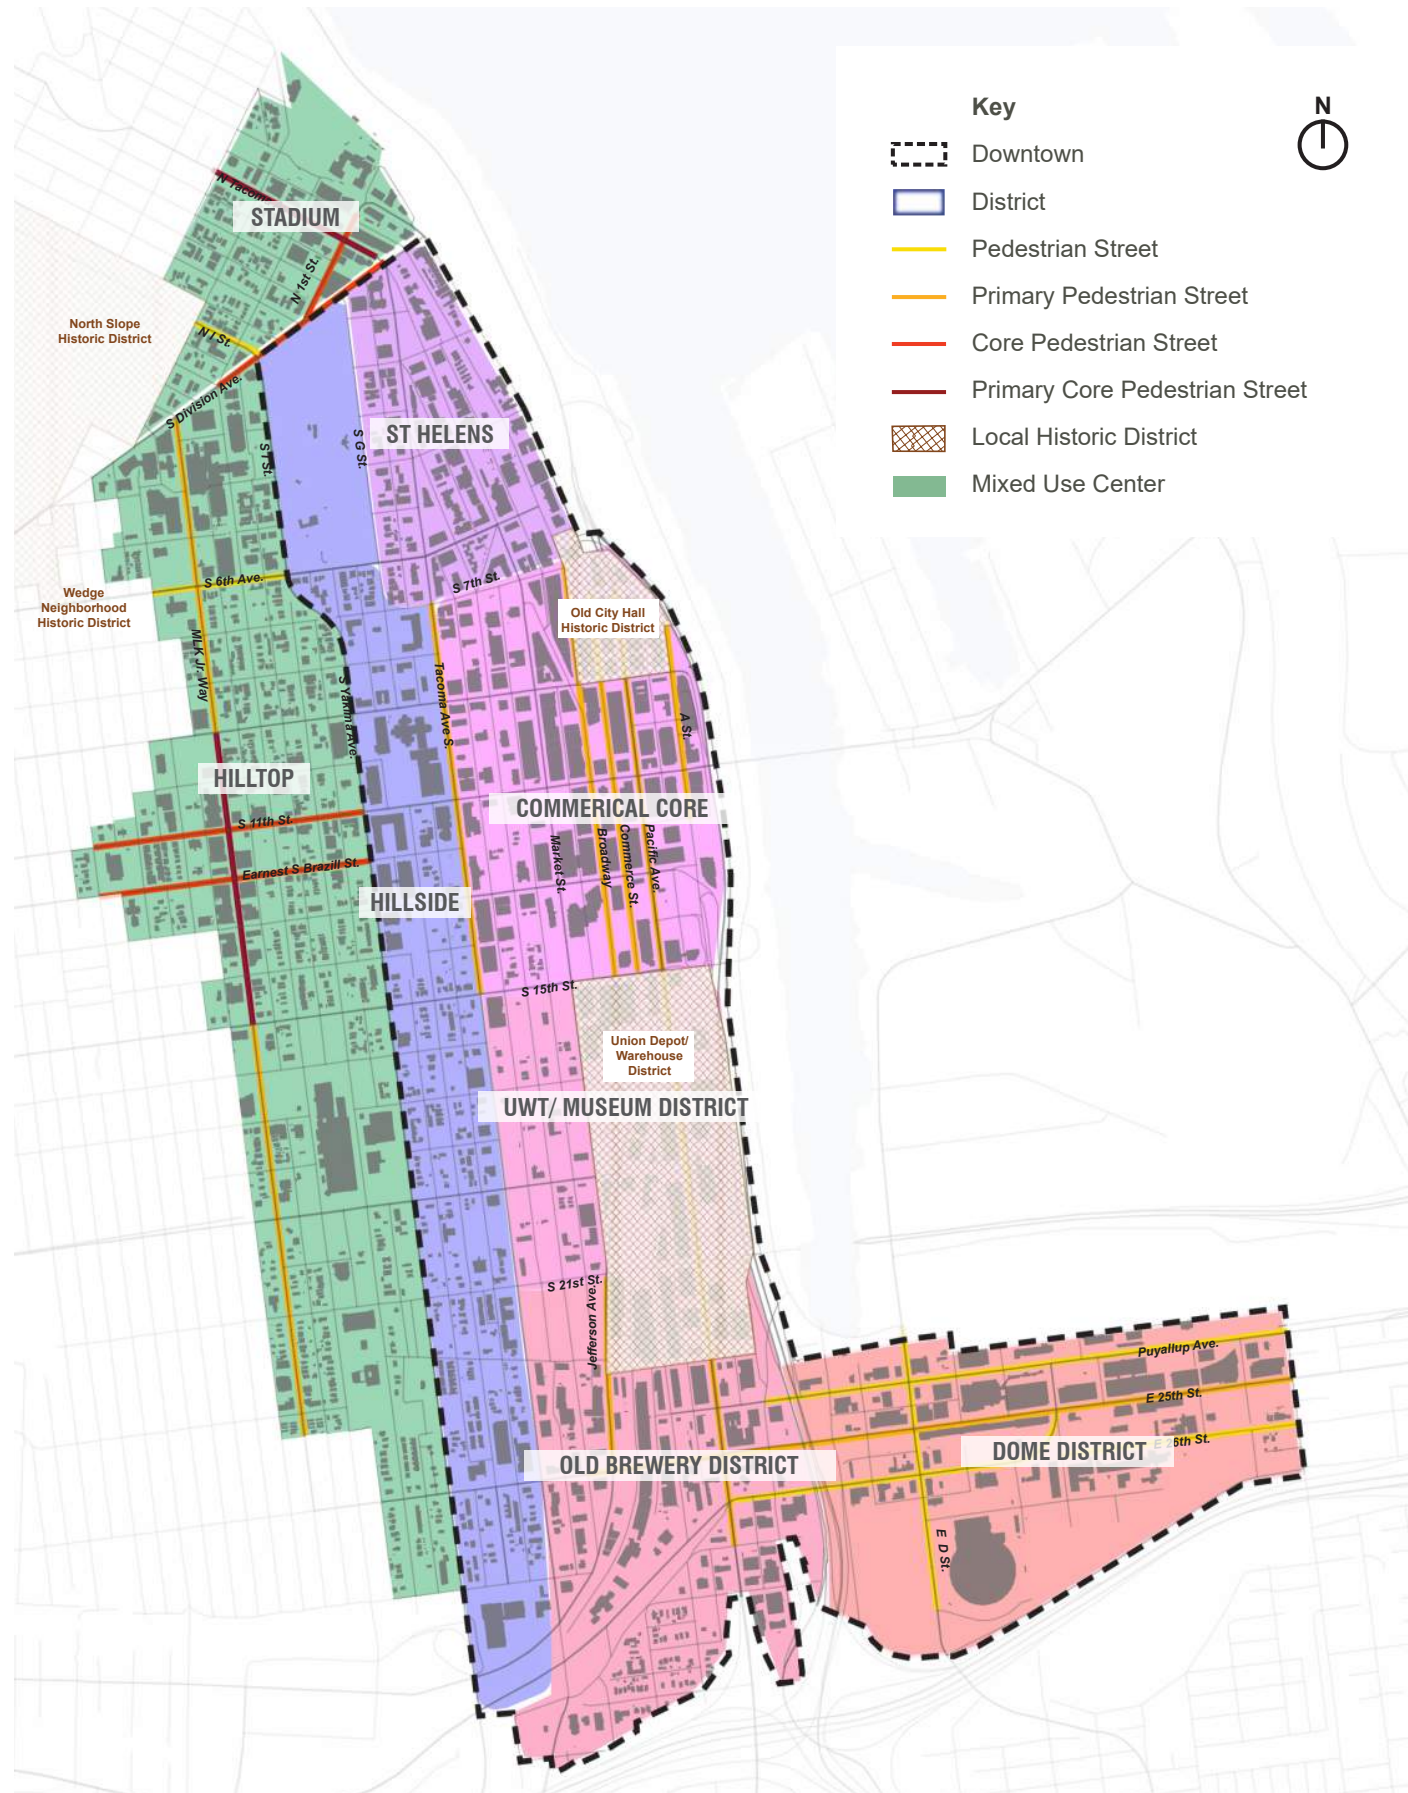 Key
N
Downtown
District
Pedestrian Street
Primary Pedestrian Street
Core Pedestrian Street
Primary Core Pedestrian Street
Local Historic District
Mixed Use Center
N Tacoma
STADIUM
N 1st St.
North Slope
Historic District
N I St.
S Division Ave.
S I St.
S G St.
ST HELENS
S 6th Ave.
S 7th St.
Wedge
Neighborhood
Historic District
Old City Hall
Historic District
MLK Jr. Way
S Yakima Ave.
Tacoma Ave S.
A St.
HILLTOP
COMMERICAL CORE
S 11th St.
Market St.
Broadway
Commerce St.
Pacific Ave.
Earnest S Brazill St.
HILLSIDE
S 15th St.
Union Depot/
Warehouse
District
UWT/ MUSEUM DISTRICT
S 21st St.
Jefferson Ave.
Puyallup Ave.
E 25th St.
E 26th St.
OLD BREWERY DISTRICT
DOME DISTRICT
E D St.